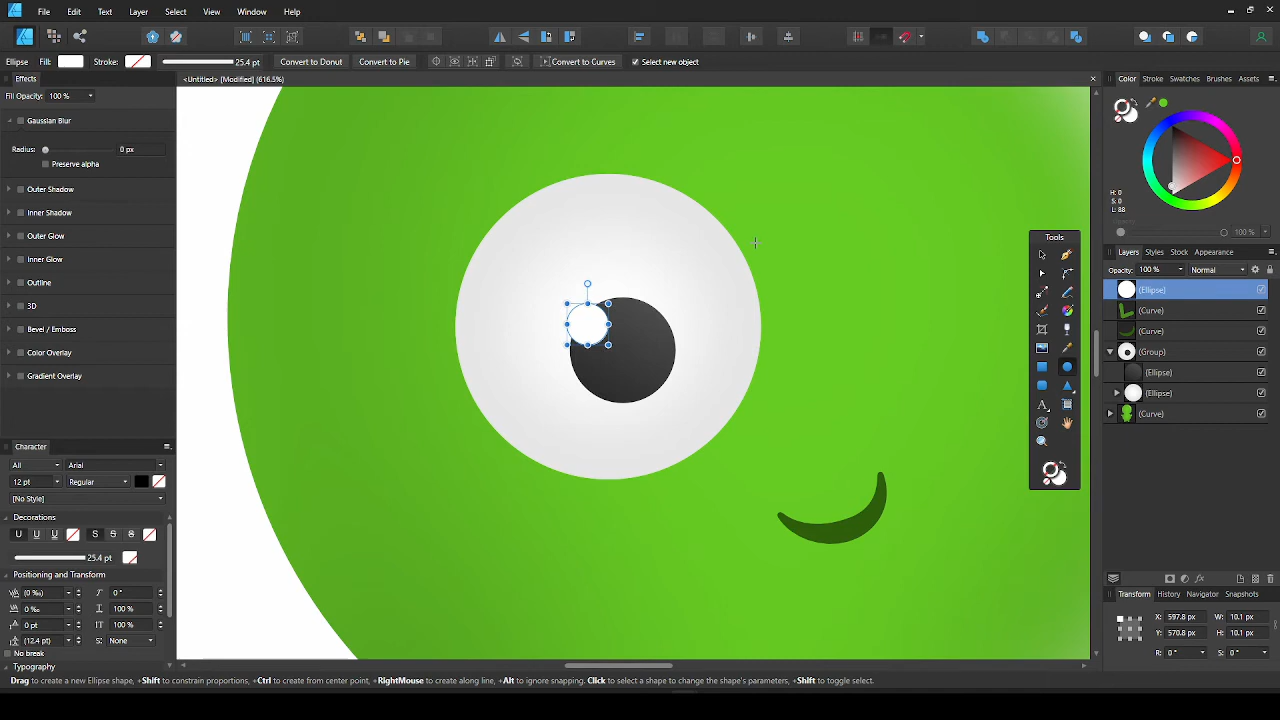 File Edit Text Layer Select View Window Help
Ellipse Fill: Stroke: 25.4 pt Convert to Donut Convert to Pie Convert to Curves Select new object
Effects
<Untitled> [Modified] (616.5%)
Color Stroke Swatches Brushes Assets
Fill Opacity: 100 %
Gaussian Blur
Radius: 0 px
Preserve alpha
Outer Shadow
Inner Shadow
Outer Glow
Inner Glow
Outline
3D
Bevel / Emboss
Color Overlay
Gradient Overlay
H: 0
S: 0
L: 88
100 %
Tools
Layers Styles Stock Appearance
Opacity: 100 % Normal
(Ellipse)
(Curve)
(Curve)
(Group)
(Ellipse)
(Ellipse)
(Curve)
Character
All Arial
12 pt Regular
[No Style]
Decorations
U U U S S S
25.4 pt
Positioning and Transform
(0 ‰) 0 °
0 ‰ 100 %
0 pt 100 %
(12.4 pt) S: None
No break
Typography
Transform History Navigator Snapshots
X: 597.8 px W: 10.1 px
Y: 570.8 px H: 10.1 px
R: 0 ° S: 0 °
Drag to create a new Ellipse shape, +Shift to constrain proportions, +Ctrl to create from center point, +RightMouse to create along line, +Alt to ignore snapping. Click to select a shape to change the shape's parameters, +Shift to toggle select.